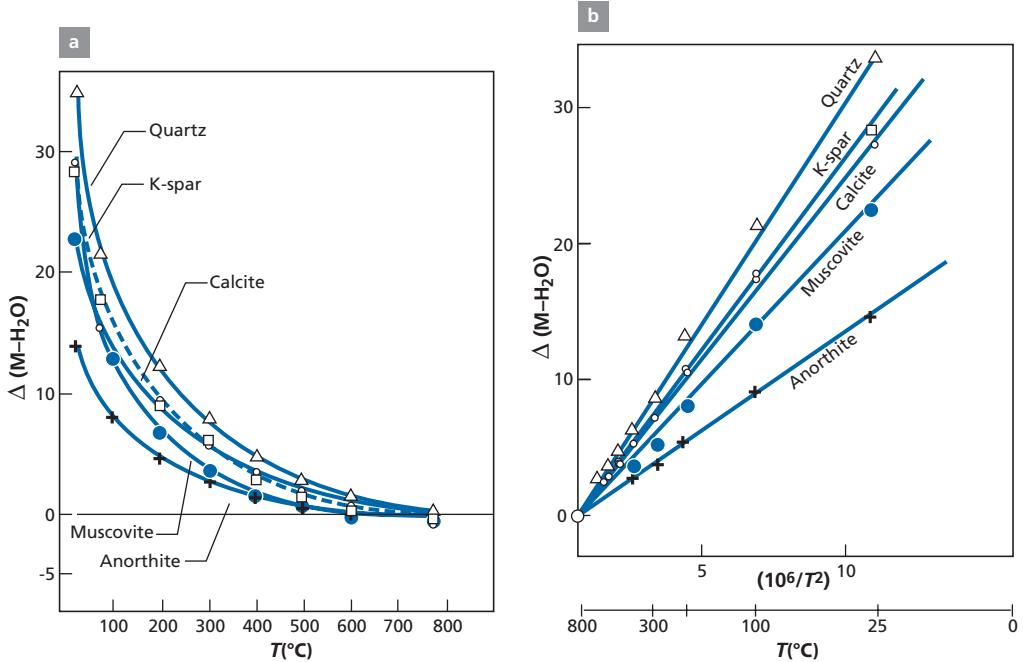 a
Δ (M–H2O)
30
20
10
0
-5
Quartz
K-spar
Calcite
Muscovite
Anorthite
100 200 300 400 500 600 700 800
T(°C)
b
Δ (M–H2O)
30
20
10
0
Quartz
K-spar
Calcite
Muscovite
Anorthite
5 10
(10⁶/T²)
800 300 100 25 0
T(°C)